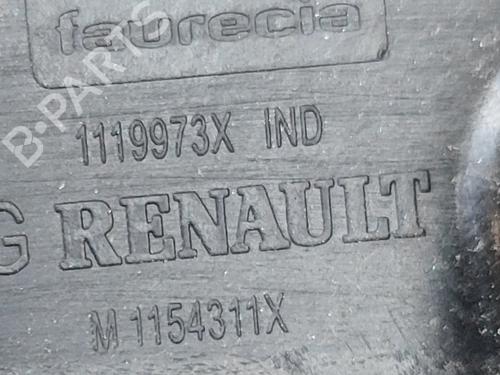 faurecia
1119973X IND
G RENAULT
M 1154311X
B-PARTS